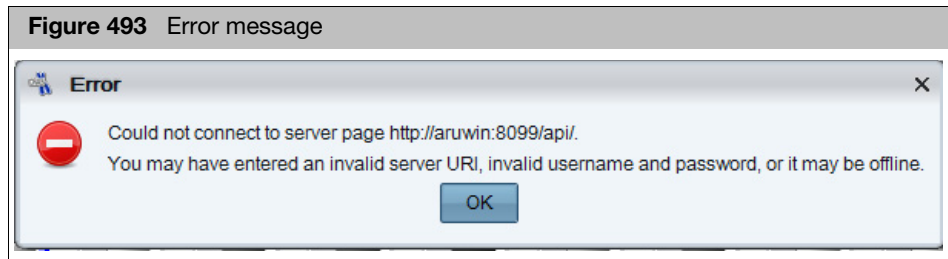 Figure 493 Error message
Error
Could not connect to server page http://aruwin:8099/api/.
You may have entered an invalid server URI, invalid username and password, or it may be offline.
OK